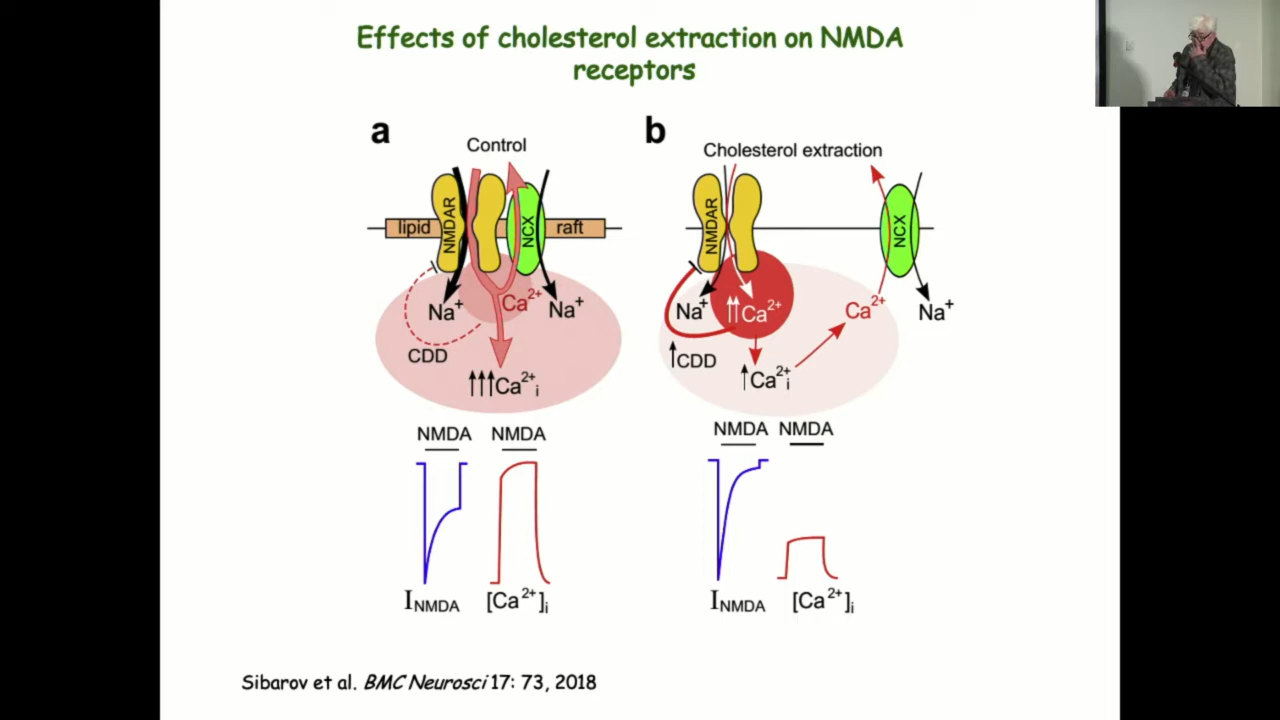 Effects of cholesterol extraction on NMDA
receptors
a
Control
lipid
NMDAR
NCX
raft
Na⁺
Ca²⁺
Na⁺
CDD
↑↑↑Ca²⁺i
NMDA NMDA
I NMDA
[Ca²⁺]i
b
Cholesterol extraction
NMDAR
NCX
Na⁺
↑↑Ca²⁺
Ca²⁺
Na⁺
↑CDD
↑Ca²⁺i
NMDA NMDA
I NMDA
[Ca²⁺]i
Sibarov et al. BMC Neurosci 17: 73, 2018